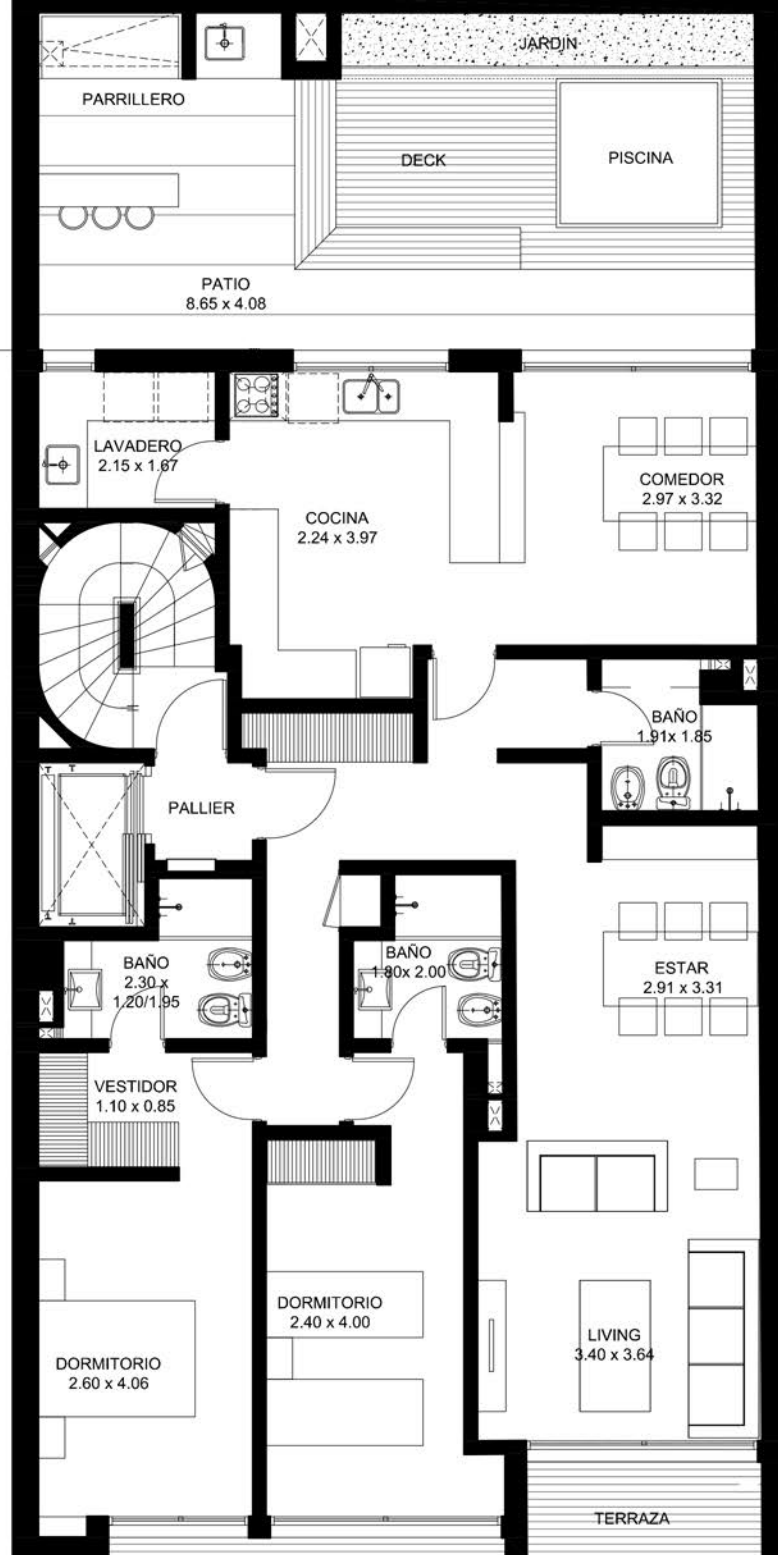 JARDIN
PARRILLERO
DECK
PISCINA
PATIO
8.65 x 4.08
LAVADERO
2.15 x 1.67
COMEDOR
2.97 x 3.32
COCINA
2.24 x 3.97
BAÑO
1.91x 1.85
PALLIER
BAÑO
2.30 x
1.20/1.95
BAÑO
1.80x 2.00
ESTAR
2.91 x 3.31
VESTIDOR
1.10 x 0.85
DORMITORIO
2.40 x 4.00
LIVING
3.40 x 3.64
DORMITORIO
2.60 x 4.06
TERRAZA